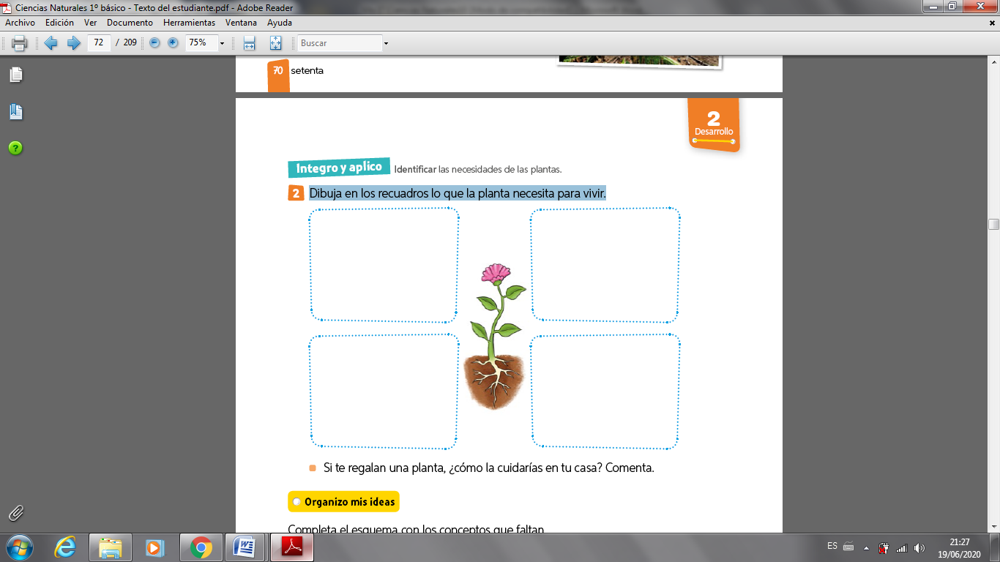 Ciencias Naturales 1º básico - Texto del estudiante.pdf - Adobe Reader
Archivo Edición Ver Documento Herramientas Ventana Ayuda
72 / 209 75% Buscar
70 setenta
2
Desarrollo
Integro y aplico Identificar las necesidades de las plantas.
2 Dibuja en los recuadros lo que la planta necesita para vivir.
Si te regalan una planta, ¿cómo la cuidarías en tu casa? Comenta.
Organizo mis ideas
Completa el esquema con los conceptos que faltan
ES 21:27
19/06/2020